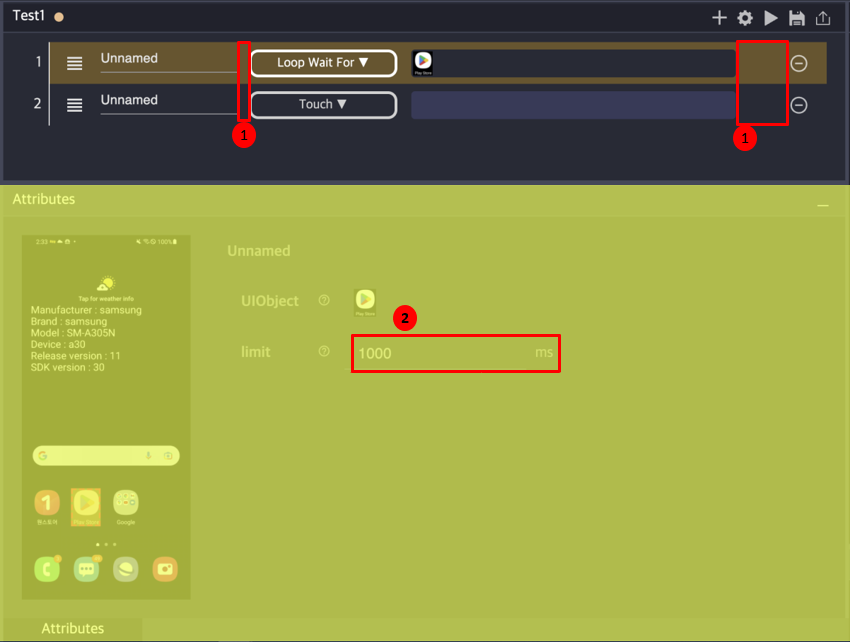 Test1
1 Unnamed Loop Wait For ▼ Play Store
2 Unnamed Touch ▼
1 1
Attributes
2:33 100%
Unnamed
Tap for weather info
UIObject ? Play Store
Manufacturer : samsung
Brand : samsung
Model : SM-A305N
Device : a30
Release version : 11
SDK version : 30
2
limit ? 1000 ms
원스토어 Play Store Google
Attributes